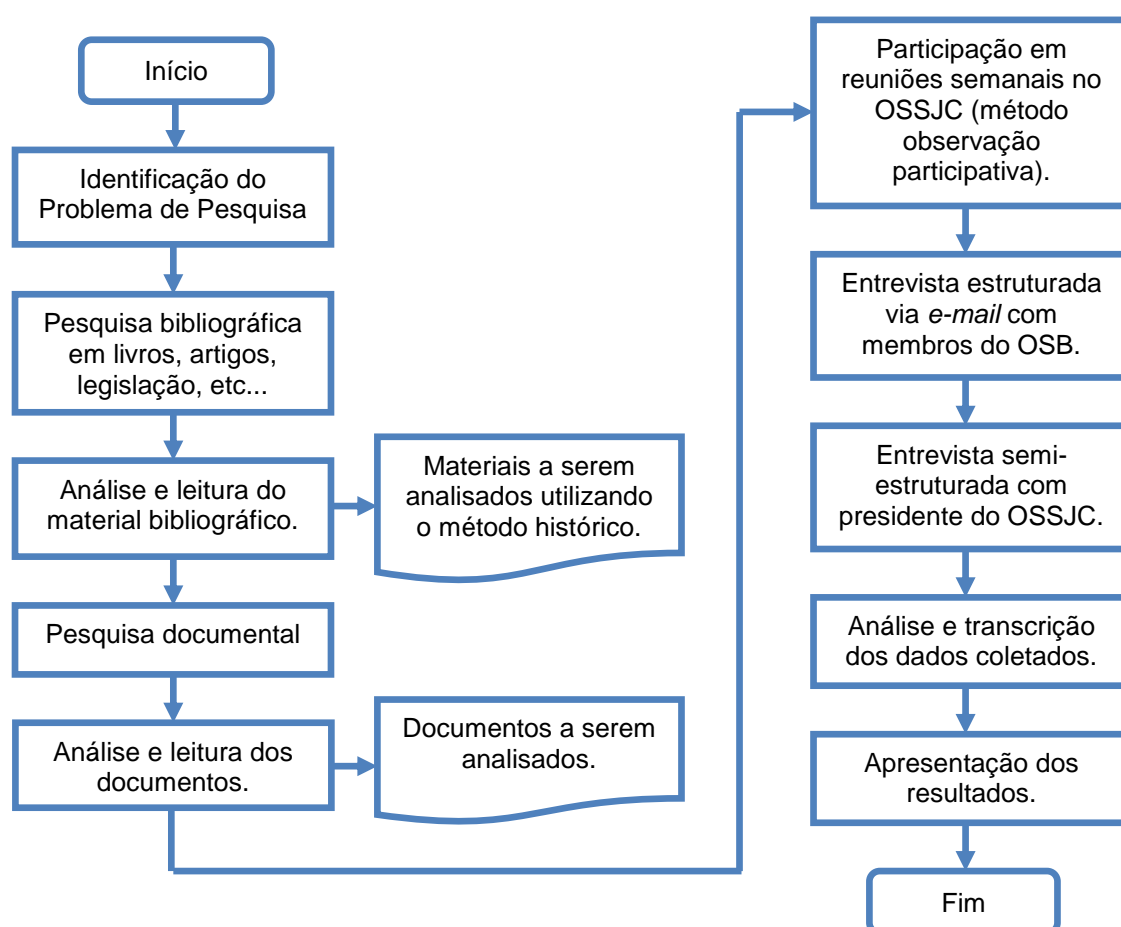 Início
Identificação do
Problema de Pesquisa
Pesquisa bibliográfica
em livros, artigos,
legislação, etc...
Análise e leitura do
material bibliográfico.
Materiais a serem
analisados utilizando
o método histórico.
Pesquisa documental
Análise e leitura dos
documentos.
Documentos a serem
analisados.
Participação em
reuniões semanais no
OSSJC (método
observação
participativa).
Entrevista estruturada
via e-mail com
membros do OSB.
Entrevista semi-
estruturada com
presidente do OSSJC.
Análise e transcrição
dos dados coletados.
Apresentação dos
resultados.
Fim